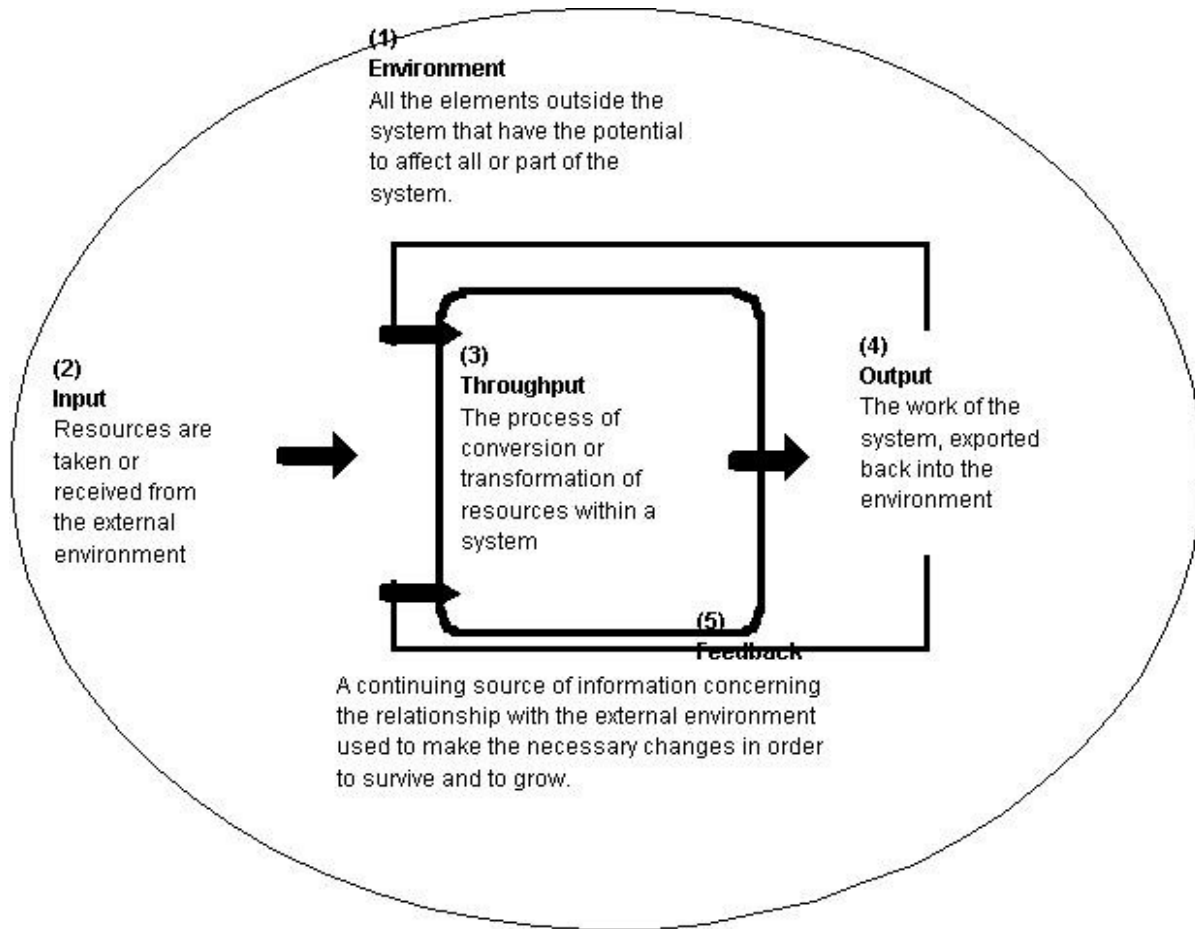 (1)
Environment
All the elements outside the
system that have the potential
to affect all or part of the
system.
(2)
Input
Resources are
taken or
received from
the external
environment
(3)
Throughput
The process of
conversion or
transformation of
resources within a
system
(4)
Output
The work of the
system, exported
back into the
environment
(5)
Feedback
A continuing source of information concerning
the relationship with the external environment
used to make the necessary changes in order
to survive and to grow.